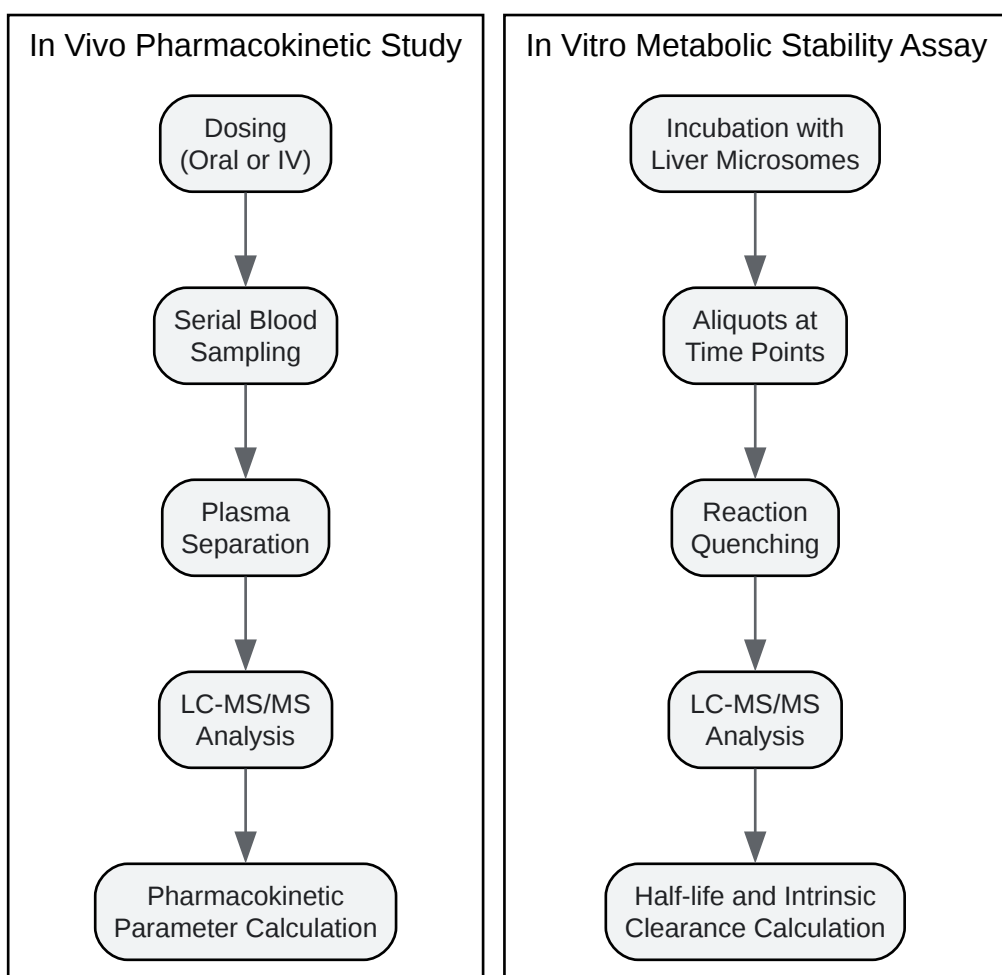 In Vivo Pharmacokinetic Study
Dosing
(Oral or IV)
Serial Blood
Sampling
Plasma
Separation
LC-MS/MS
Analysis
Pharmacokinetic
Parameter Calculation
In Vitro Metabolic Stability Assay
Incubation with
Liver Microsomes
Aliquots at
Time Points
Reaction
Quenching
LC-MS/MS
Analysis
Half-life and Intrinsic
Clearance Calculation